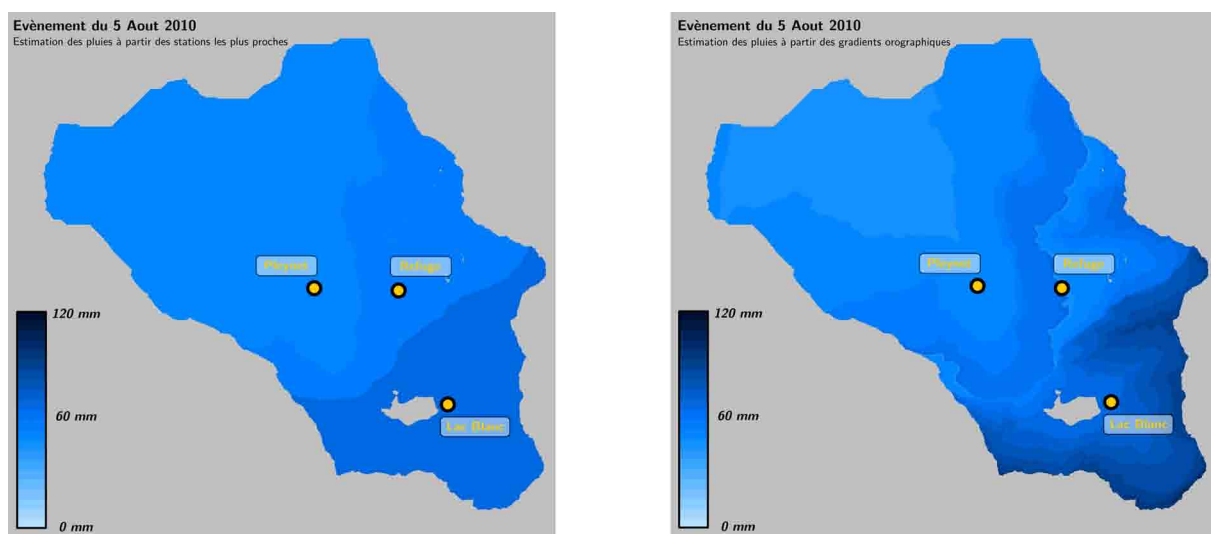 Evènement du 5 Aout 2010
Estimation des pluies à partir des stations les plus proches
Pleynet
Refuge
120 mm
60 mm
Lac Blanc
0 mm
Evènement du 5 Aout 2010
Estimation des pluies à partir des gradients orographiques
Pleynet
Refuge
120 mm
60 mm
Lac Blanc
0 mm